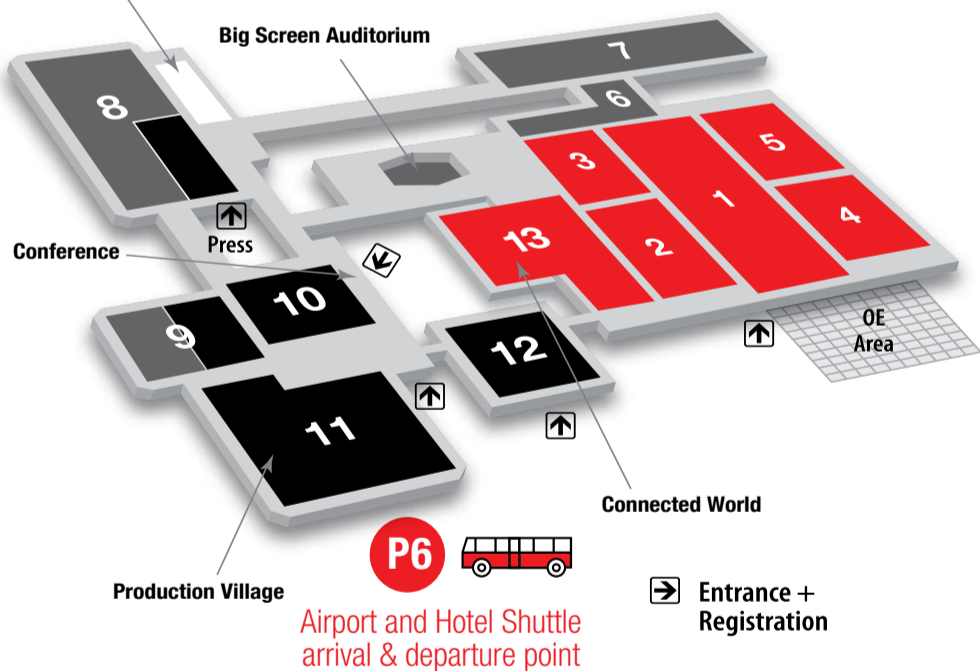 Big Screen Auditorium
7
8
6
5
3
1
4
Press
13
2
Conference
10
OE
Area
9
12
11
Connected World
P6
Production Village
Entrance +
Registration
Airport and Hotel Shuttle
arrival & departure point